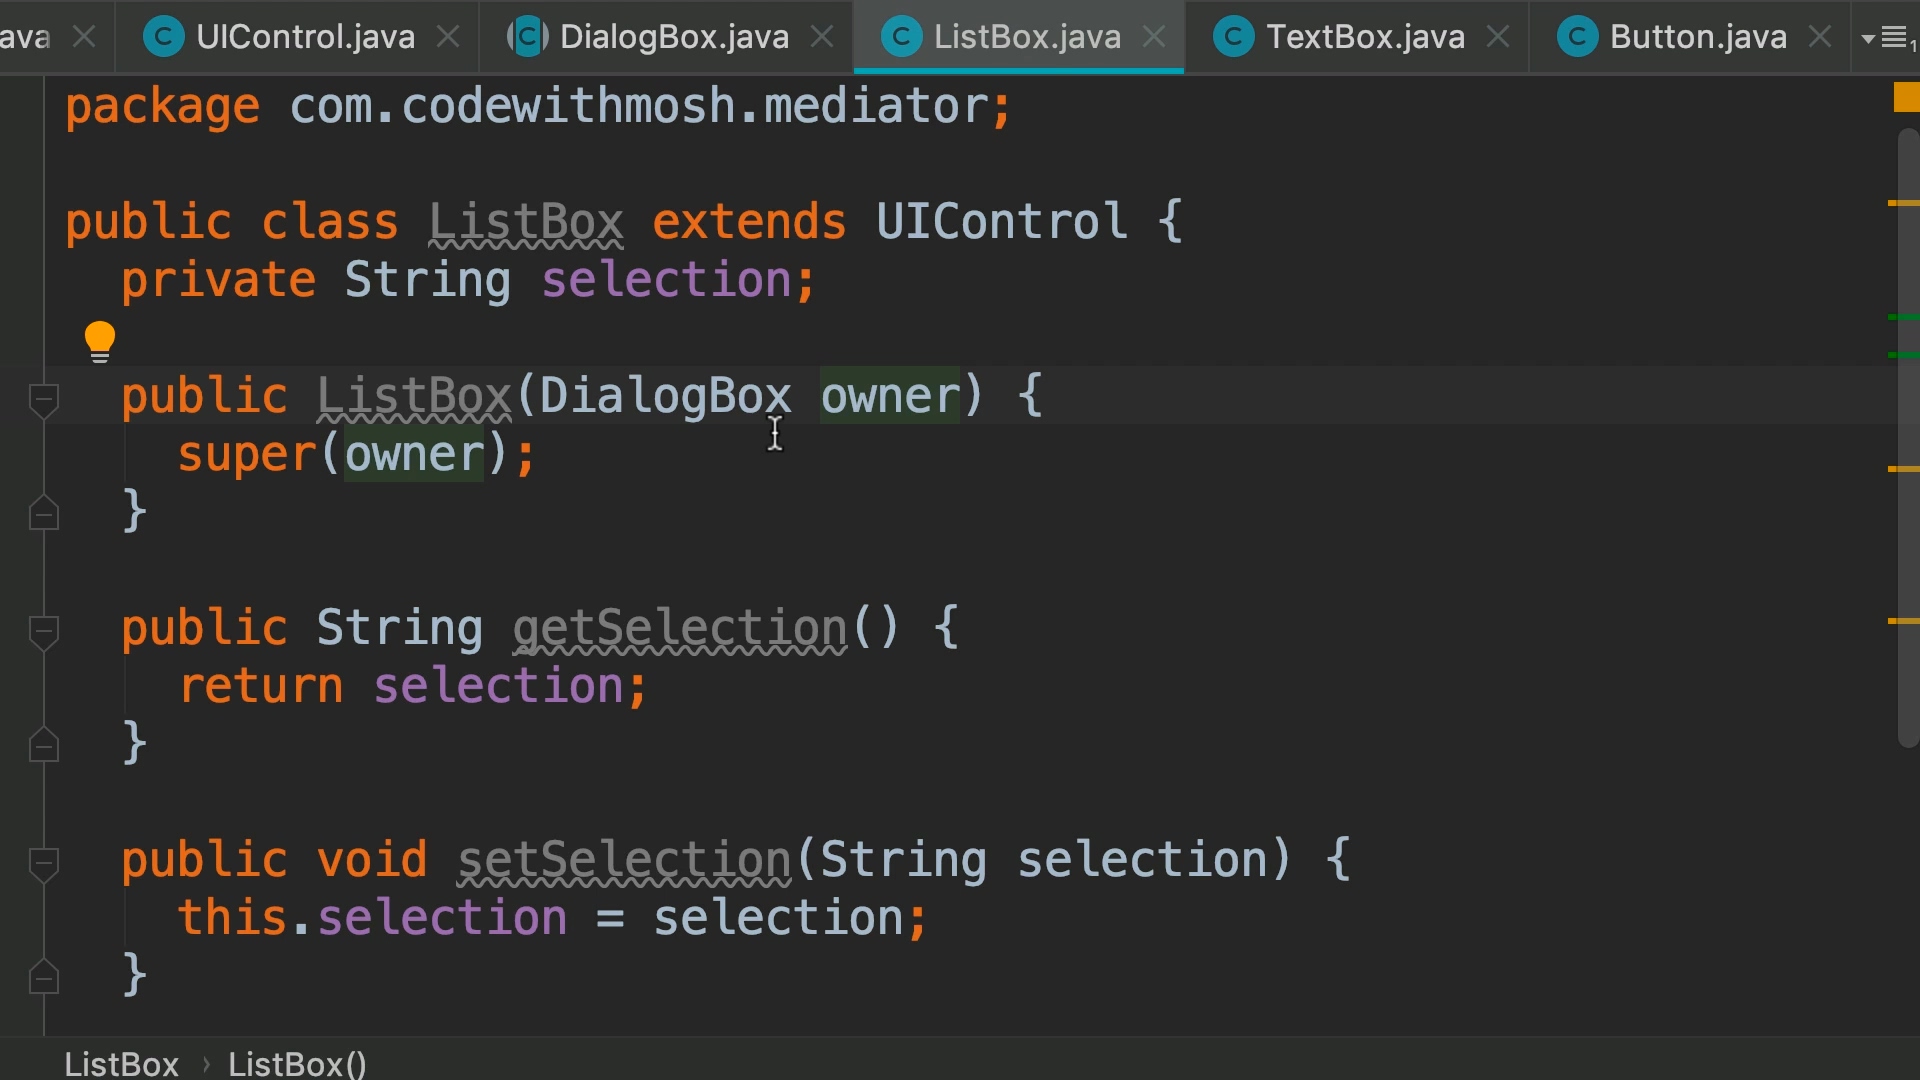 ava UIControl.java DialogBox.java ListBox.java TextBox.java Button.java 1
package com.codewithmosh.mediator;
public class ListBox extends UIControl {
private String selection;
public ListBox(DialogBox owner) {
super(owner);
}
public String getSelection() {
return selection;
}
public void setSelection(String selection) {
this.selection = selection;
}
ListBox › ListBox()